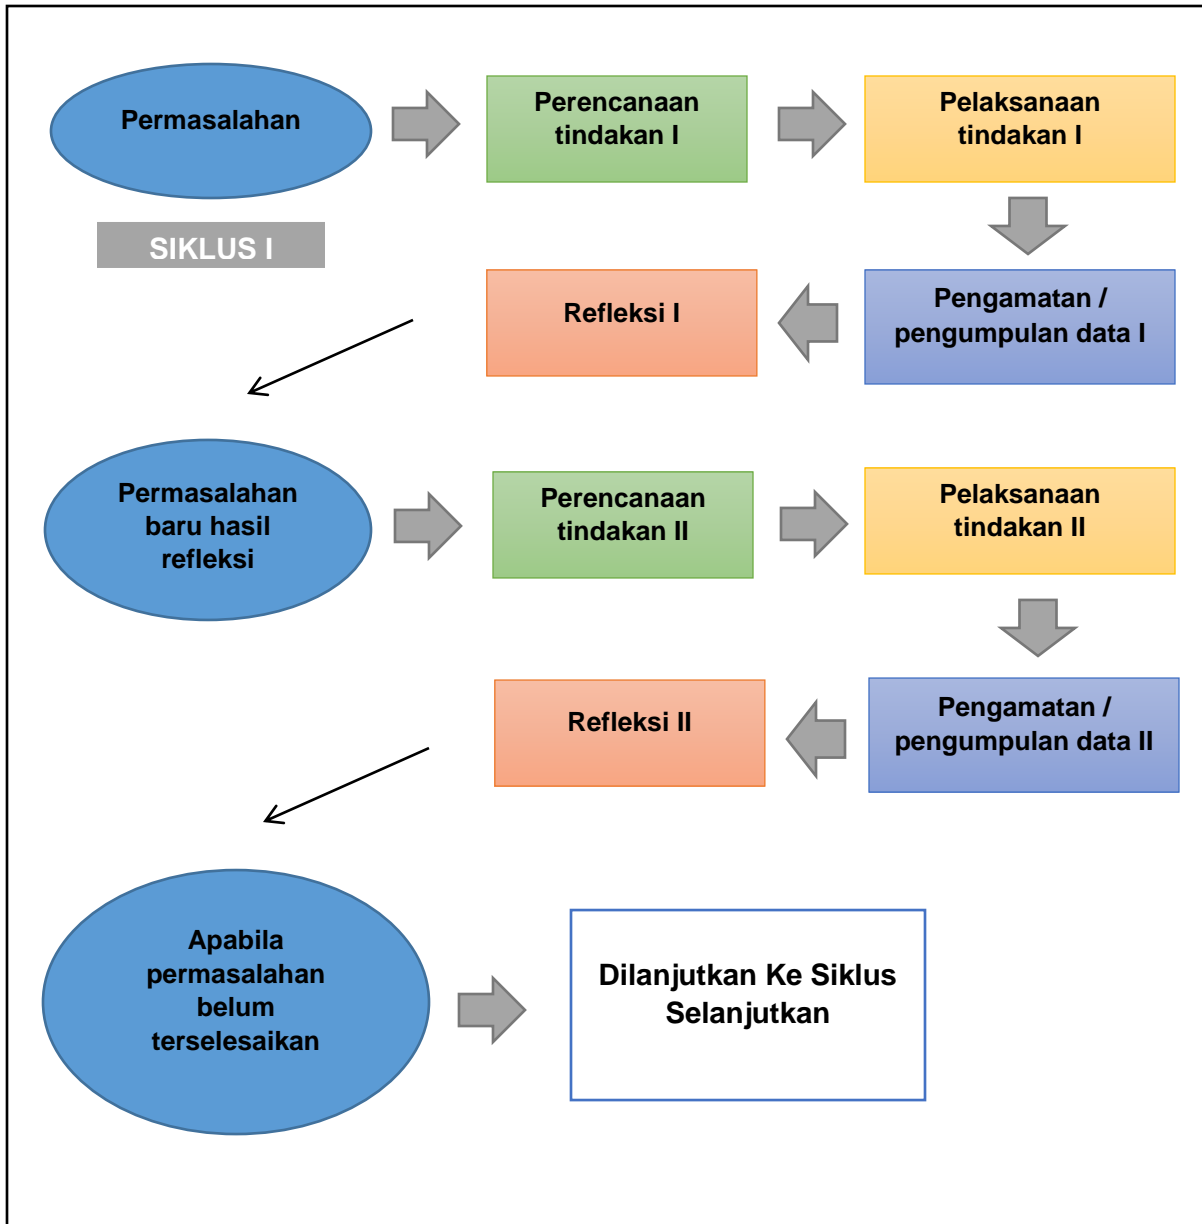 Permasalahan
Perencanaan
tindakan I
Pelaksanaan
tindakan I
SIKLUS I
Refleksi I
Pengamatan /
pengumpulan data I
Permasalahan
baru hasil
refleksi
Perencanaan
tindakan II
Pelaksanaan
tindakan II
Refleksi II
Pengamatan /
pengumpulan data II
Apabila
permasalahan
belum
terselesaikan
Dilanjutkan Ke Siklus
Selanjutkan